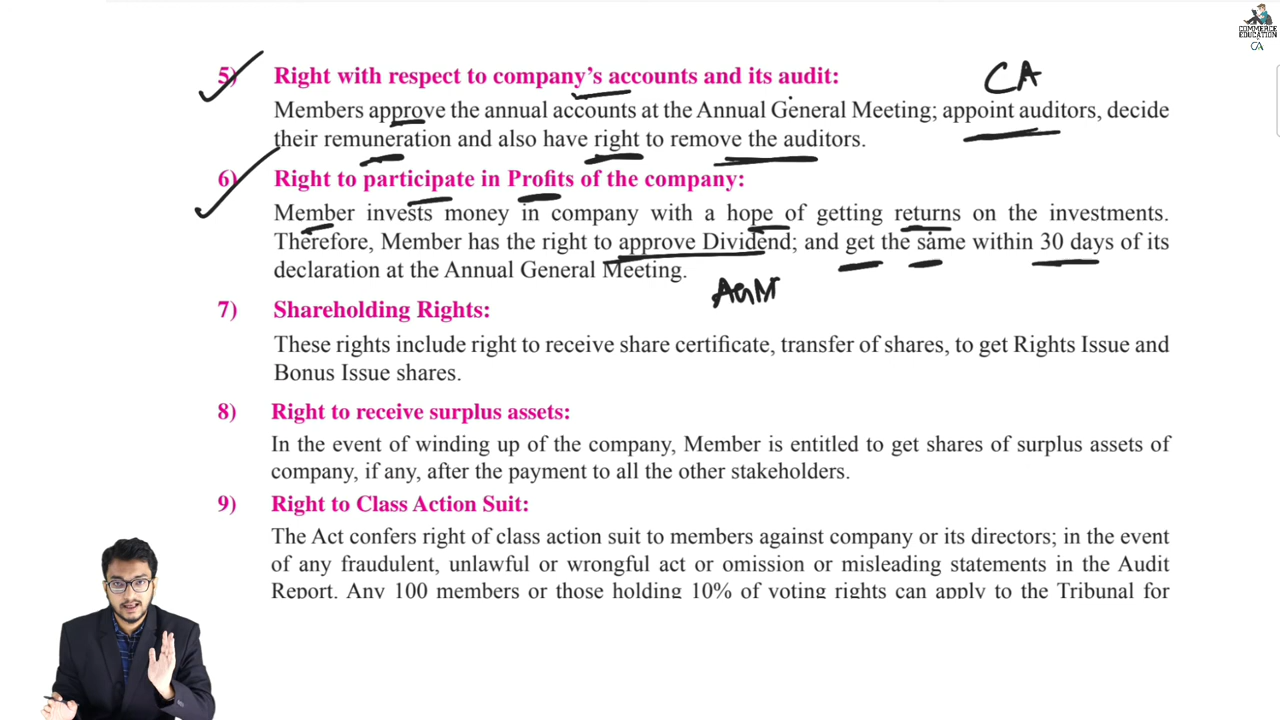 COMMERCE
EDUCATION
CA
5) Right with respect to company's accounts and its audit:
CA
Members approve the annual accounts at the Annual General Meeting; appoint auditors, decide
their remuneration and also have right to remove the auditors.
6) Right to participate in Profits of the company:
Member invests money in company with a hope of getting returns on the investments.
Therefore, Member has the right to approve Dividend; and get the same within 30 days of its
declaration at the Annual General Meeting.
AGM
7) Shareholding Rights:
These rights include right to receive share certificate, transfer of shares, to get Rights Issue and
Bonus Issue shares.
8) Right to receive surplus assets:
In the event of winding up of the company, Member is entitled to get shares of surplus assets of
company, if any, after the payment to all the other stakeholders.
9) Right to Class Action Suit:
The Act confers right of class action suit to members against company or its directors; in the event
of any fraudulent, unlawful or wrongful act or omission or misleading statements in the Audit
Report. Any 100 members or those holding 10% of voting rights can apply to the Tribunal for